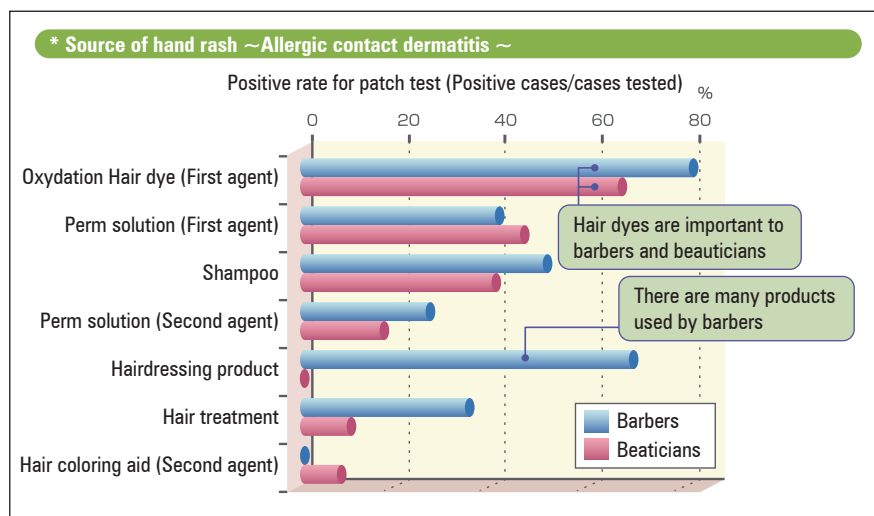 * Source of hand rash ~Allergic contact dermatitis ~
Positive rate for patch test (Positive cases/cases tested)
%
0 20 40 60 80
Oxydation Hair dye (First agent)
Perm solution (First agent)
Shampoo
Perm solution (Second agent)
Hairdressing product
Hair treatment
Hair coloring aid (Second agent)
Hair dyes are important to
barbers and beauticians
There are many products
used by barbers
Barbers
Beaticians